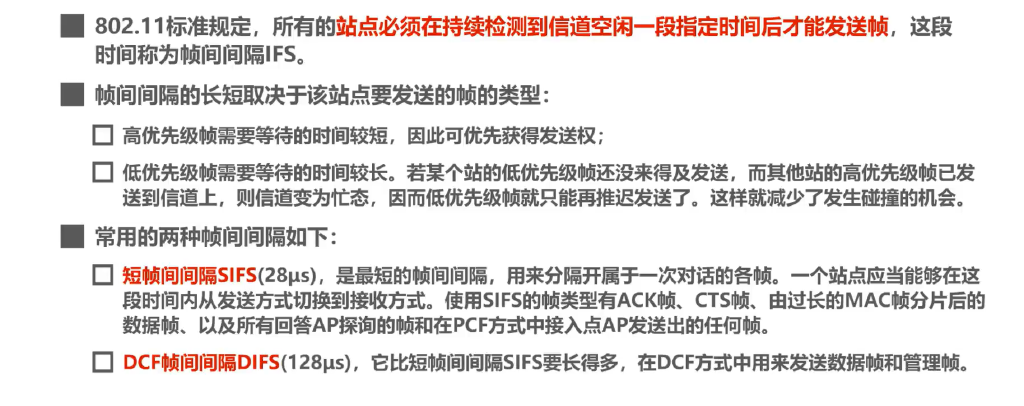 802.11标准规定，所有的站点必须在持续检测到信道空闲一段指定时间后才能发送帧，这段
时间称为帧间间隔IFS。
帧间间隔的长短取决于该站点要发送的帧的类型：
高优先级帧需要等待的时间较短，因此可优先获得发送权；
低优先级帧需要等待的时间较长。若某个站的低优先级帧还没来得及发送，而其他站的高优先级帧已发
送到信道上，则信道变为忙态，因而低优先级帧就只能再推迟发送了。这样就减少了发生碰撞的机会。
常用的两种帧间间隔如下：
短帧间间隔SIFS(28μs)，是最短的帧间间隔，用来分隔开属于一次对话的各帧。一个站点应当能够在这
段时间内从发送方式切换到接收方式。使用SIFS的帧类型有ACK帧、CTS帧、由过长的MAC帧分片后的
数据帧、以及所有回答AP探询的帧和在PCF方式中接入点AP发送出的任何帧。
DCF帧间间隔DIFS(128μs)，它比短帧间间隔SIFS要长得多，在DCF方式中用来发送数据帧和管理帧。